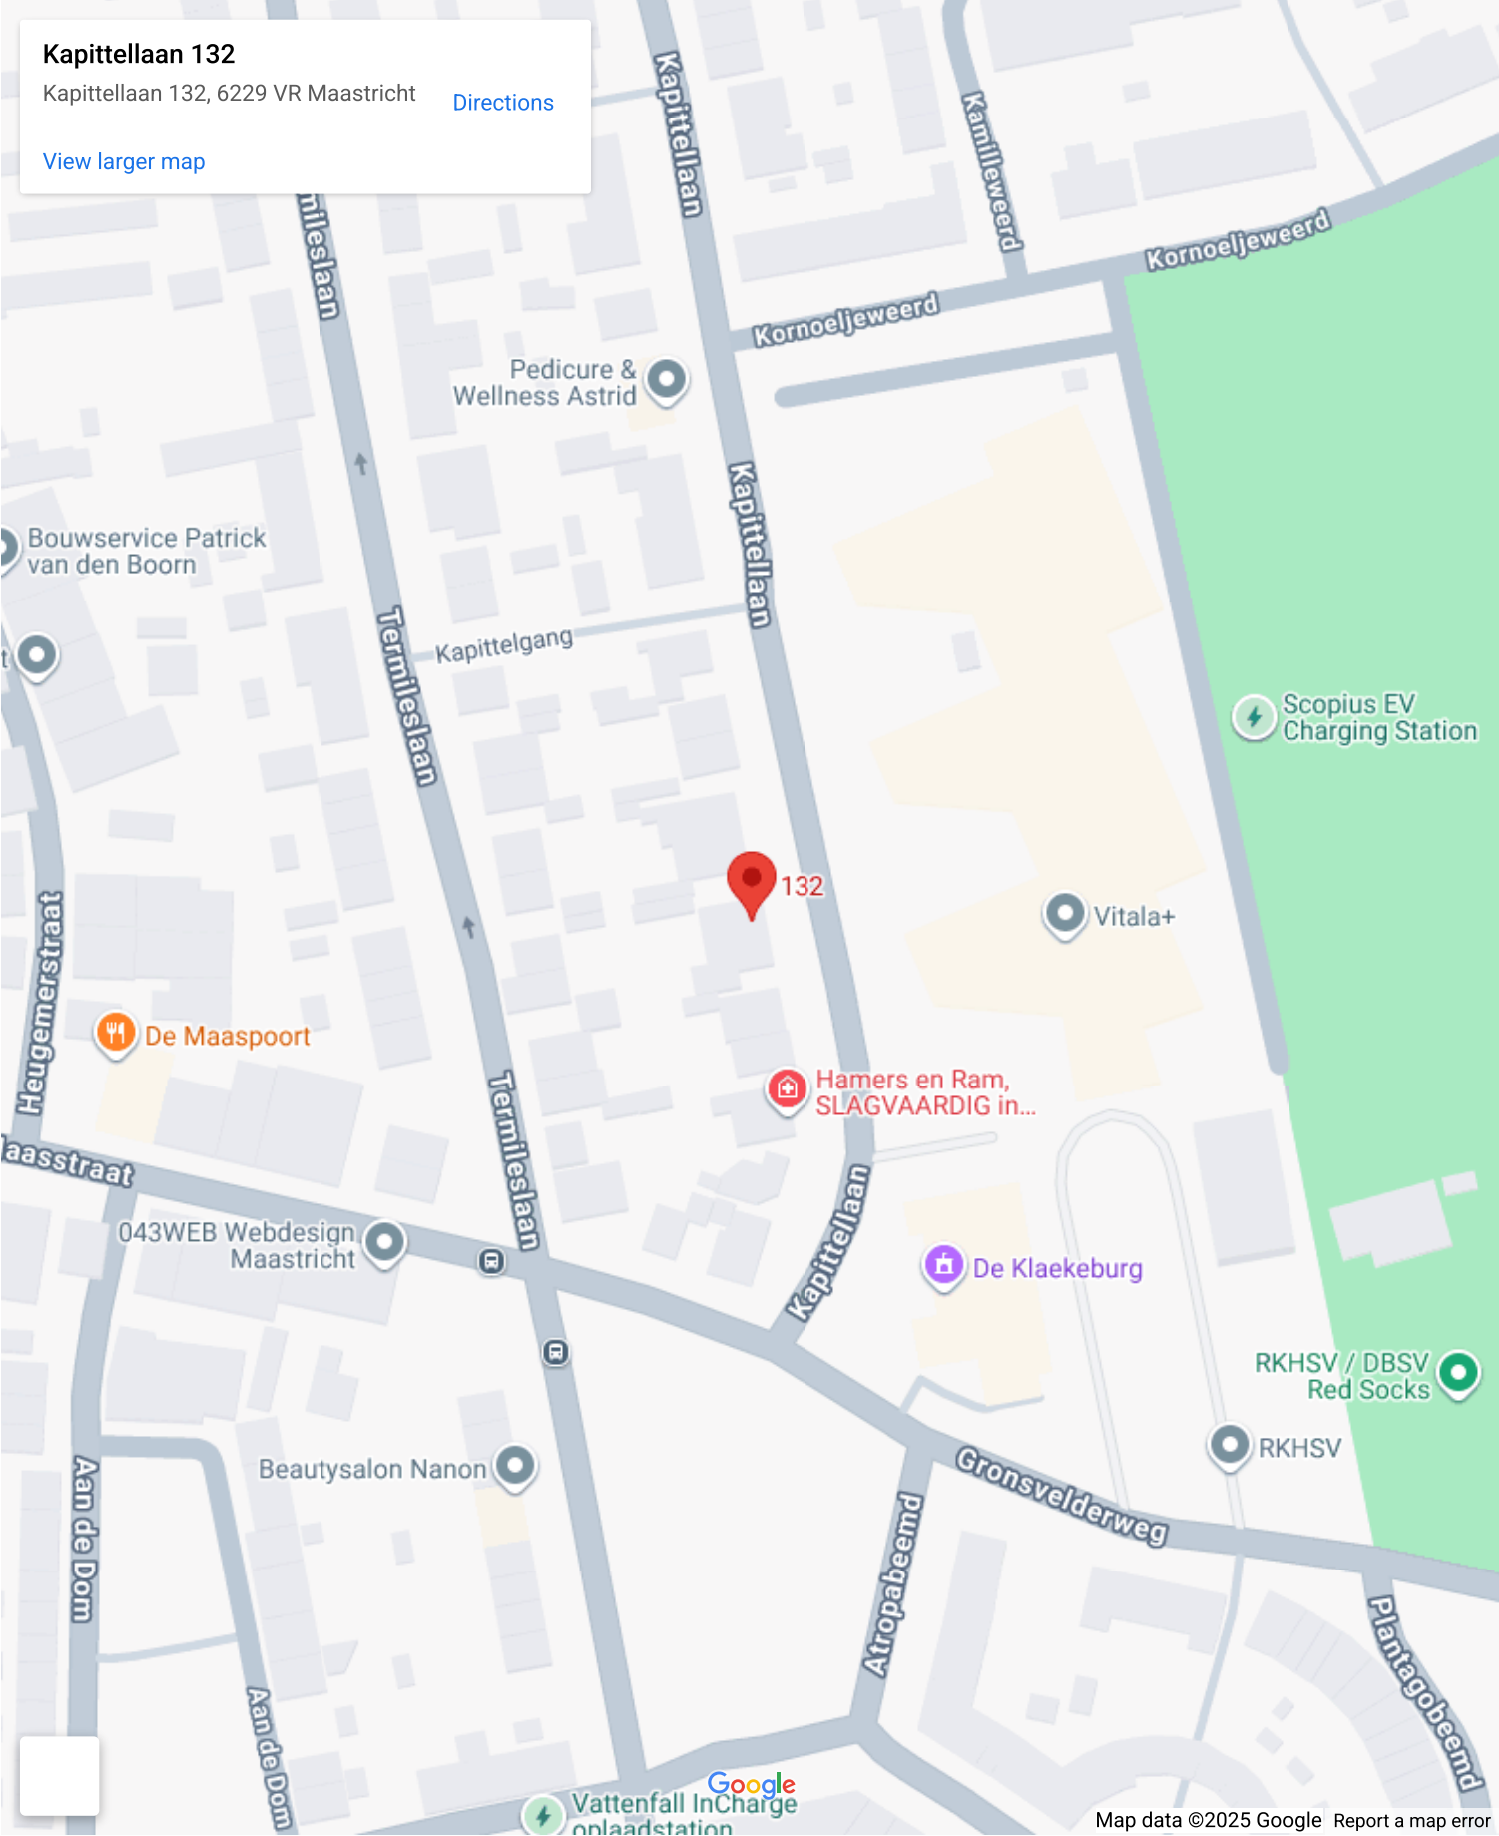 Kapittellaan 132
Kapittellaan 132, 6229 VR Maastricht
Directions
View larger map
Kapittellaan
Kamilleweerd
mileslaan
Kornoeljeweerd
Kornoeljeweerd
Pedicure &
Wellness Astrid
Kapittellaan
Bouwservice Patrick
van den Boorn
Kapittelgang
t
Termileslaan
Scopius EV
Charging Station
132
Vitala+
Heugemerstraat
De Maaspoort
Hamers en Ram,
SLAGVAARDIG in...
Termileslaan
aasstraat
Kapittellaan
043WEB Webdesign
Maastricht
De Klaekeburg
RKHSV / DBSV
Red Socks
RKHSV
Beautysalon Nanon
Gronsvelderweg
Aan de Dom
Atropabeemd
Plantagobeemd
Aan de Dom
Google
Vattenfall InCharge
oplaadstation
Map data ©2025 Google
Report a map error